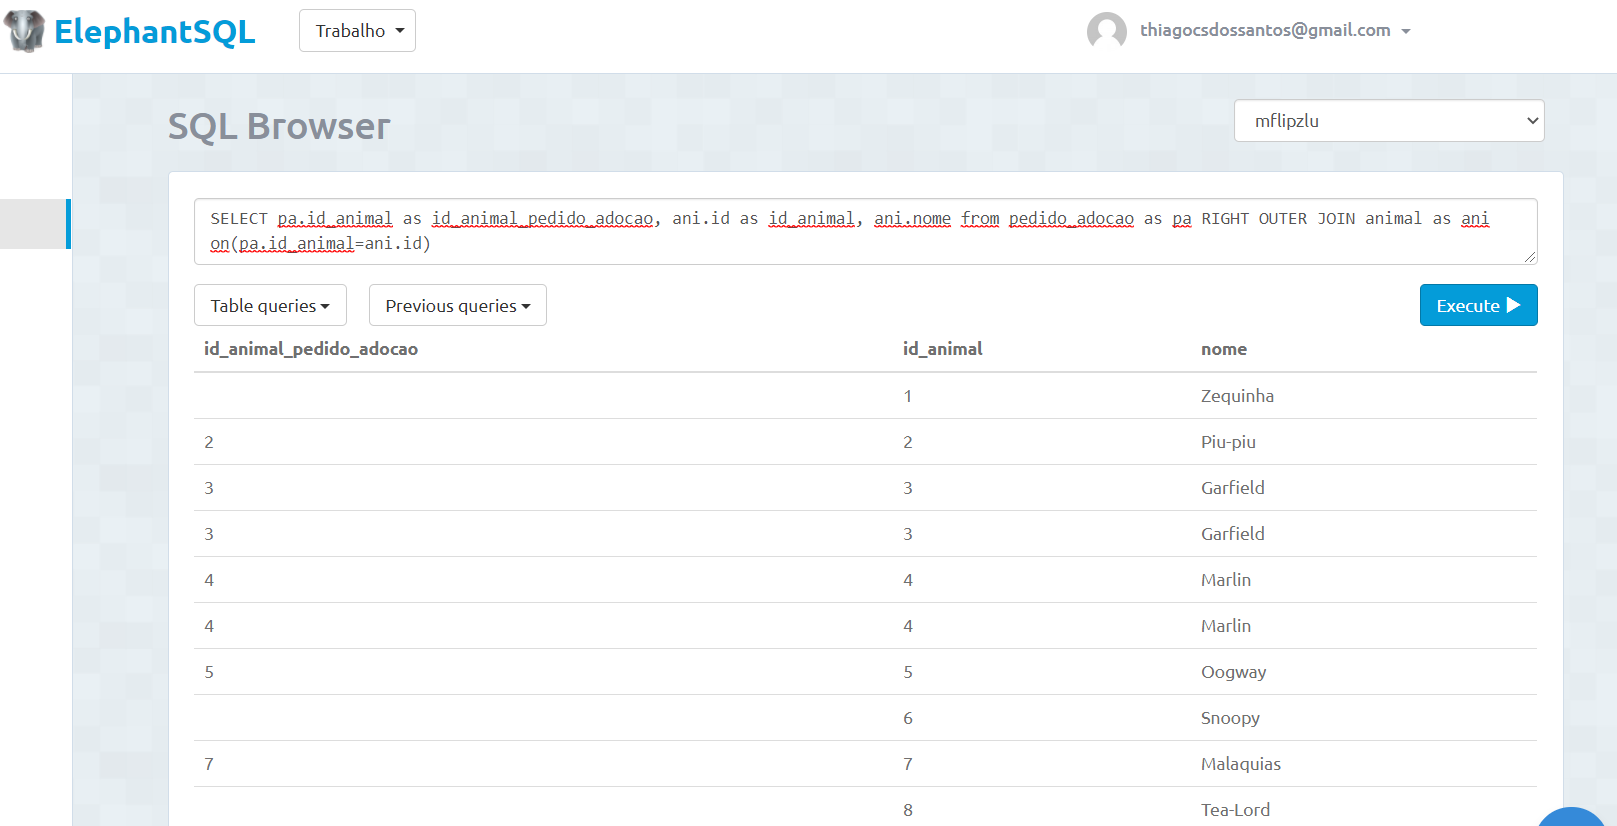 ElephantSQL
Trabalho
thiagocsdossantos@gmail.com
SQL Browser
mflipzlu
SELECT pa.id_animal as id_animal_pedido_adocao, ani.id as id_animal, ani.nome from pedido_adocao as pa RIGHT OUTER JOIN animal as ani
on(pa.id_animal=ani.id)
Table queries
Previous queries
Execute
id_animal_pedido_adocao id_animal nome
1 Zequinha
2 2 Piu-piu
3 3 Garfield
3 3 Garfield
4 4 Marlin
4 4 Marlin
5 5 Oogway
6 Snoopy
7 7 Malaquias
8 Tea-Lord